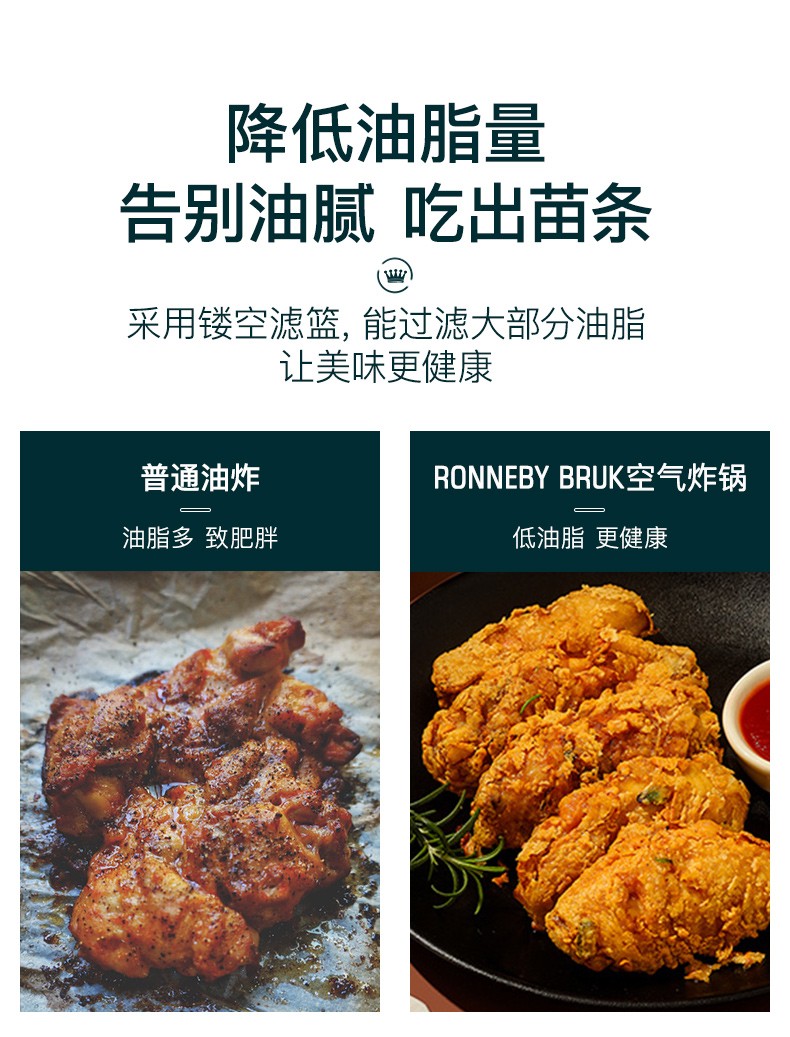 降低油脂量
告别油腻 吃出苗条
采用镂空滤篮, 能过滤大部分油脂
让美味更健康
普通油炸
油脂多 致肥胖
RONNEBY BRUK空气炸锅
低油脂 更健康